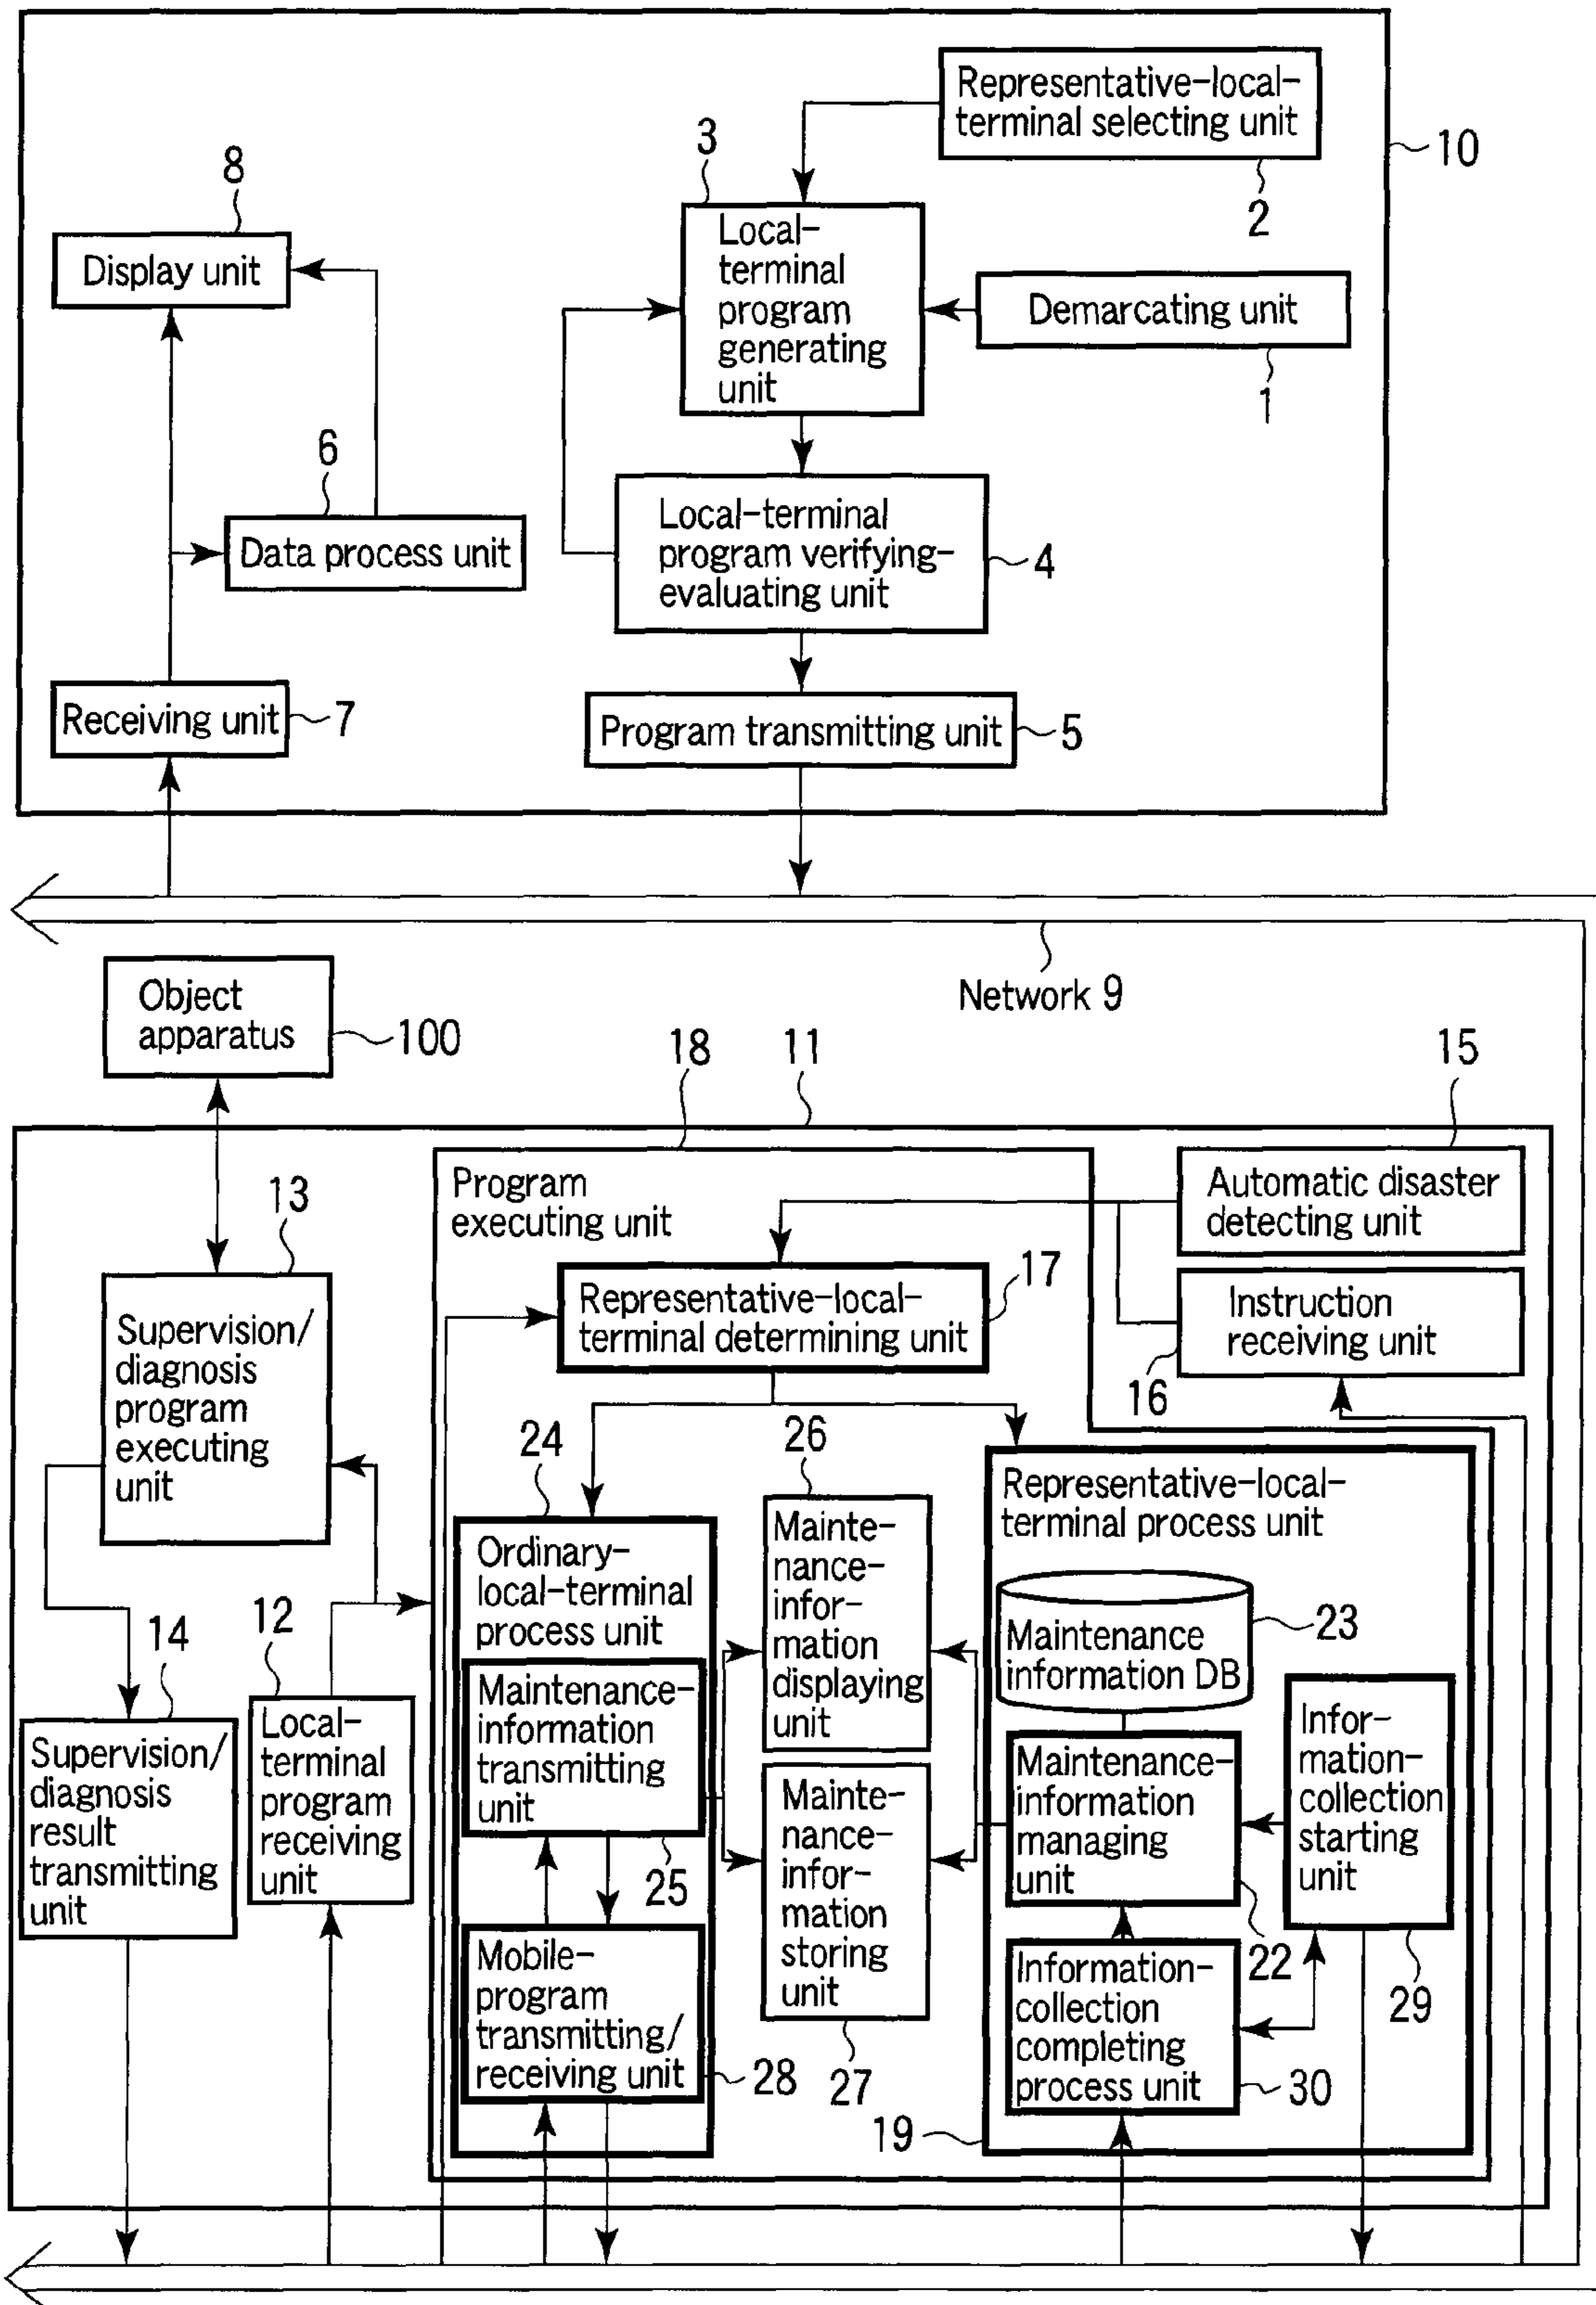 Representative-local-
terminal selecting unit
2
10
3
8
Local-
terminal
program
generating
unit
Display unit
Demarcating unit
1
6
Data process unit
Local-terminal
program verifying-
evaluating unit
4
Receiving unit
7
Program transmitting unit
5
Network 9
Object
apparatus
100
18
11
15
13
Program
executing unit
Automatic disaster
detecting unit
Supervision/
diagnosis
program
executing
unit
Representative-local-
terminal determining unit
17
Instruction
receiving unit
16
24
26
Ordinary-
local-terminal
process unit
Mainte-
nance-
infor-
mation
displaying
unit
Representative-local-
terminal process unit
Maintenance
information DB
23
14
12
Supervision/
diagnosis
result
transmitting
unit
Local-
terminal
program
receiving
unit
Maintenance-
information
transmitting
unit
25
Mainte-
nance-
infor-
mation
storing
unit
27
Maintenance-
information
managing
unit
22
Infor-
mation-
collection
starting
unit
29
Mobile-
program
transmitting/
receiving unit
28
Information-
collection
completing
process unit
30
19